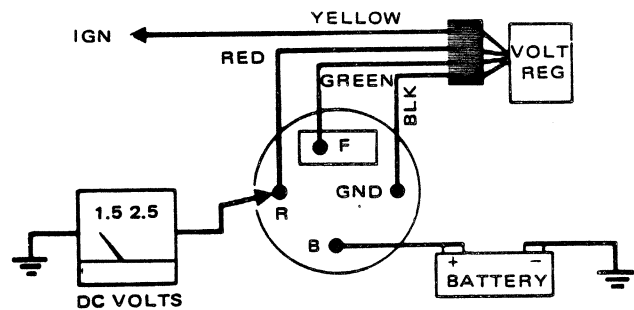 YELLOW
IGN
RED
VOLT
REG
GREEN
BLK
F
1.5 2.5
GND
R
B
+ −
BATTERY
DC VOLTS